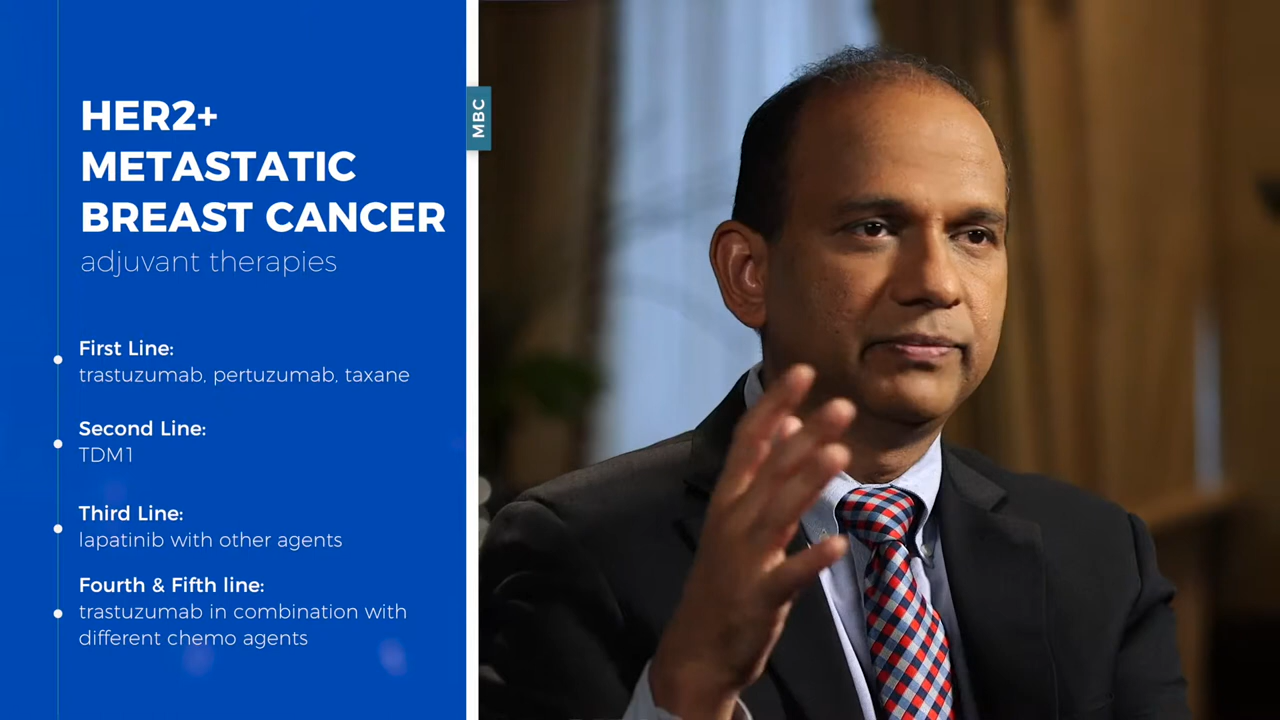 HER2+
METASTATIC
BREAST CANCER
adjuvant therapies
First Line:
trastuzumab, pertuzumab, taxane
Second Line:
TDM1
Third Line:
lapatinib with other agents
Fourth & Fifth line:
trastuzumab in combination with
different chemo agents
MBC